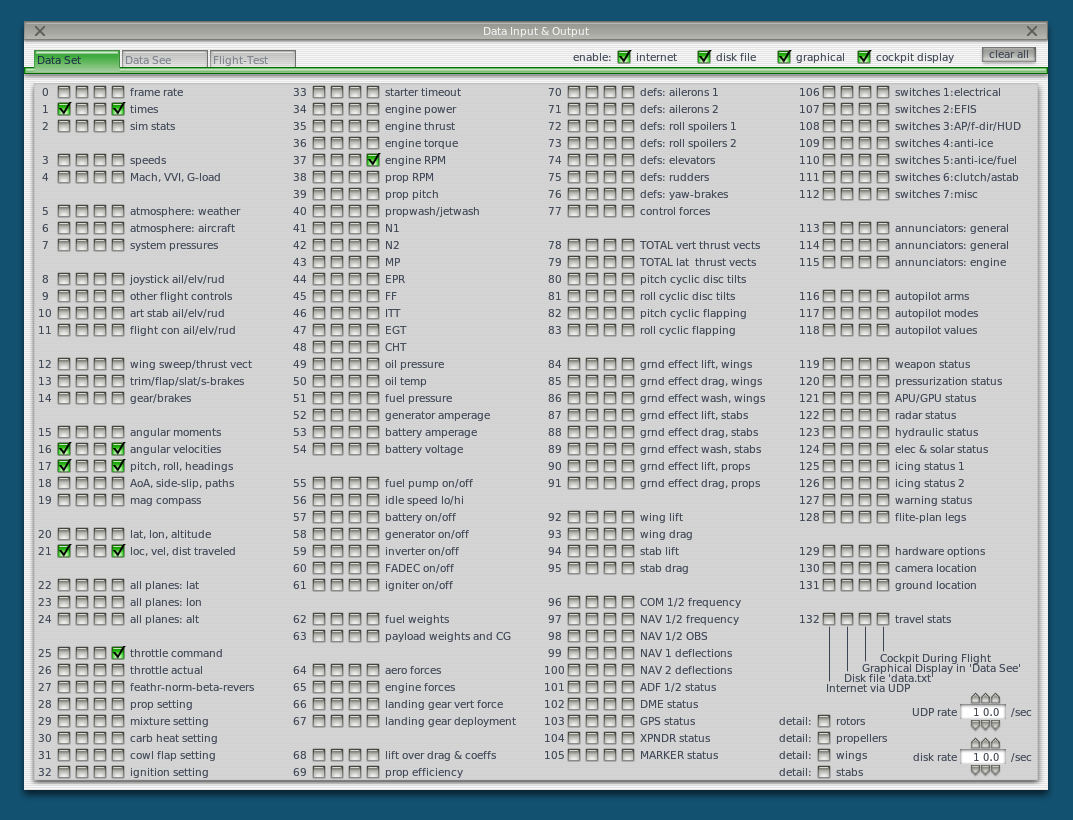 Data Input & Output
Data Set
Data See
Flight-Test
enable:
internet
disk file
graphical
cockpit display
clear all
0 frame rate
1 times
2 sim stats
3 speeds
4 Mach, VVI, G-load
5 atmosphere: weather
6 atmosphere: aircraft
7 system pressures
8 joystick ail/elv/rud
9 other flight controls
10 art stab ail/elv/rud
11 flight con ail/elv/rud
12 wing sweep/thrust vect
13 trim/flap/slat/s-brakes
14 gear/brakes
15 angular moments
16 angular velocities
17 pitch, roll, headings
18 AoA, side-slip, paths
19 mag compass
20 lat, lon, altitude
21 loc, vel, dist traveled
22 all planes: lat
23 all planes: lon
24 all planes: alt
25 throttle command
26 throttle actual
27 feathr-norm-beta-revers
28 prop setting
29 mixture setting
30 carb heat setting
31 cowl flap setting
32 ignition setting
33 starter timeout
34 engine power
35 engine thrust
36 engine torque
37 engine RPM
38 prop RPM
39 prop pitch
40 propwash/jetwash
41 N1
42 N2
43 MP
44 EPR
45 FF
46 ITT
47 EGT
48 CHT
49 oil pressure
50 oil temp
51 fuel pressure
52 generator amperage
53 battery amperage
54 battery voltage
55 fuel pump on/off
56 idle speed lo/hi
57 battery on/off
58 generator on/off
59 inverter on/off
60 FADEC on/off
61 igniter on/off
62 fuel weights
63 payload weights and CG
64 aero forces
65 engine forces
66 landing gear vert force
67 landing gear deployment
68 lift over drag & coeffs
69 prop efficiency
70 defs: ailerons 1
71 defs: ailerons 2
72 defs: roll spoilers 1
73 defs: roll spoilers 2
74 defs: elevators
75 defs: rudders
76 defs: yaw-brakes
77 control forces
78 TOTAL vert thrust vects
79 TOTAL lat  thrust vects
80 pitch cyclic disc tilts
81 roll cyclic disc tilts
82 pitch cyclic flapping
83 roll cyclic flapping
84 grnd effect lift, wings
85 grnd effect drag, wings
86 grnd effect wash, wings
87 grnd effect lift, stabs
88 grnd effect drag, stabs
89 grnd effect wash, stabs
90 grnd effect lift, props
91 grnd effect drag, props
92 wing lift
93 wing drag
94 stab lift
95 stab drag
96 COM 1/2 frequency
97 NAV 1/2 frequency
98 NAV 1/2 OBS
99 NAV 1 deflections
100 NAV 2 deflections
101 ADF 1/2 status
102 DME status
103 GPS status
104 XPNDR status
105 MARKER status
106 switches 1:electrical
107 switches 2:EFIS
108 switches 3:AP/f-dir/HUD
109 switches 4:anti-ice
110 switches 5:anti-ice/fuel
111 switches 6:clutch/astab
112 switches 7:misc
113 annunciators: general
114 annunciators: general
115 annunciators: engine
116 autopilot arms
117 autopilot modes
118 autopilot values
119 weapon status
120 pressurization status
121 APU/GPU status
122 radar status
123 hydraulic status
124 elec & solar status
125 icing status 1
126 icing status 2
127 warning status
128 flite-plan legs
129 hardware options
130 camera location
131 ground location
132 travel stats
Cockpit During Flight
Graphical Display in 'Data See'
Disk file 'data.txt'
Internet via UDP
UDP rate 1 0.0 /sec
detail: rotors
detail: propellers
detail: wings
detail: stabs
disk rate 1 0.0 /sec